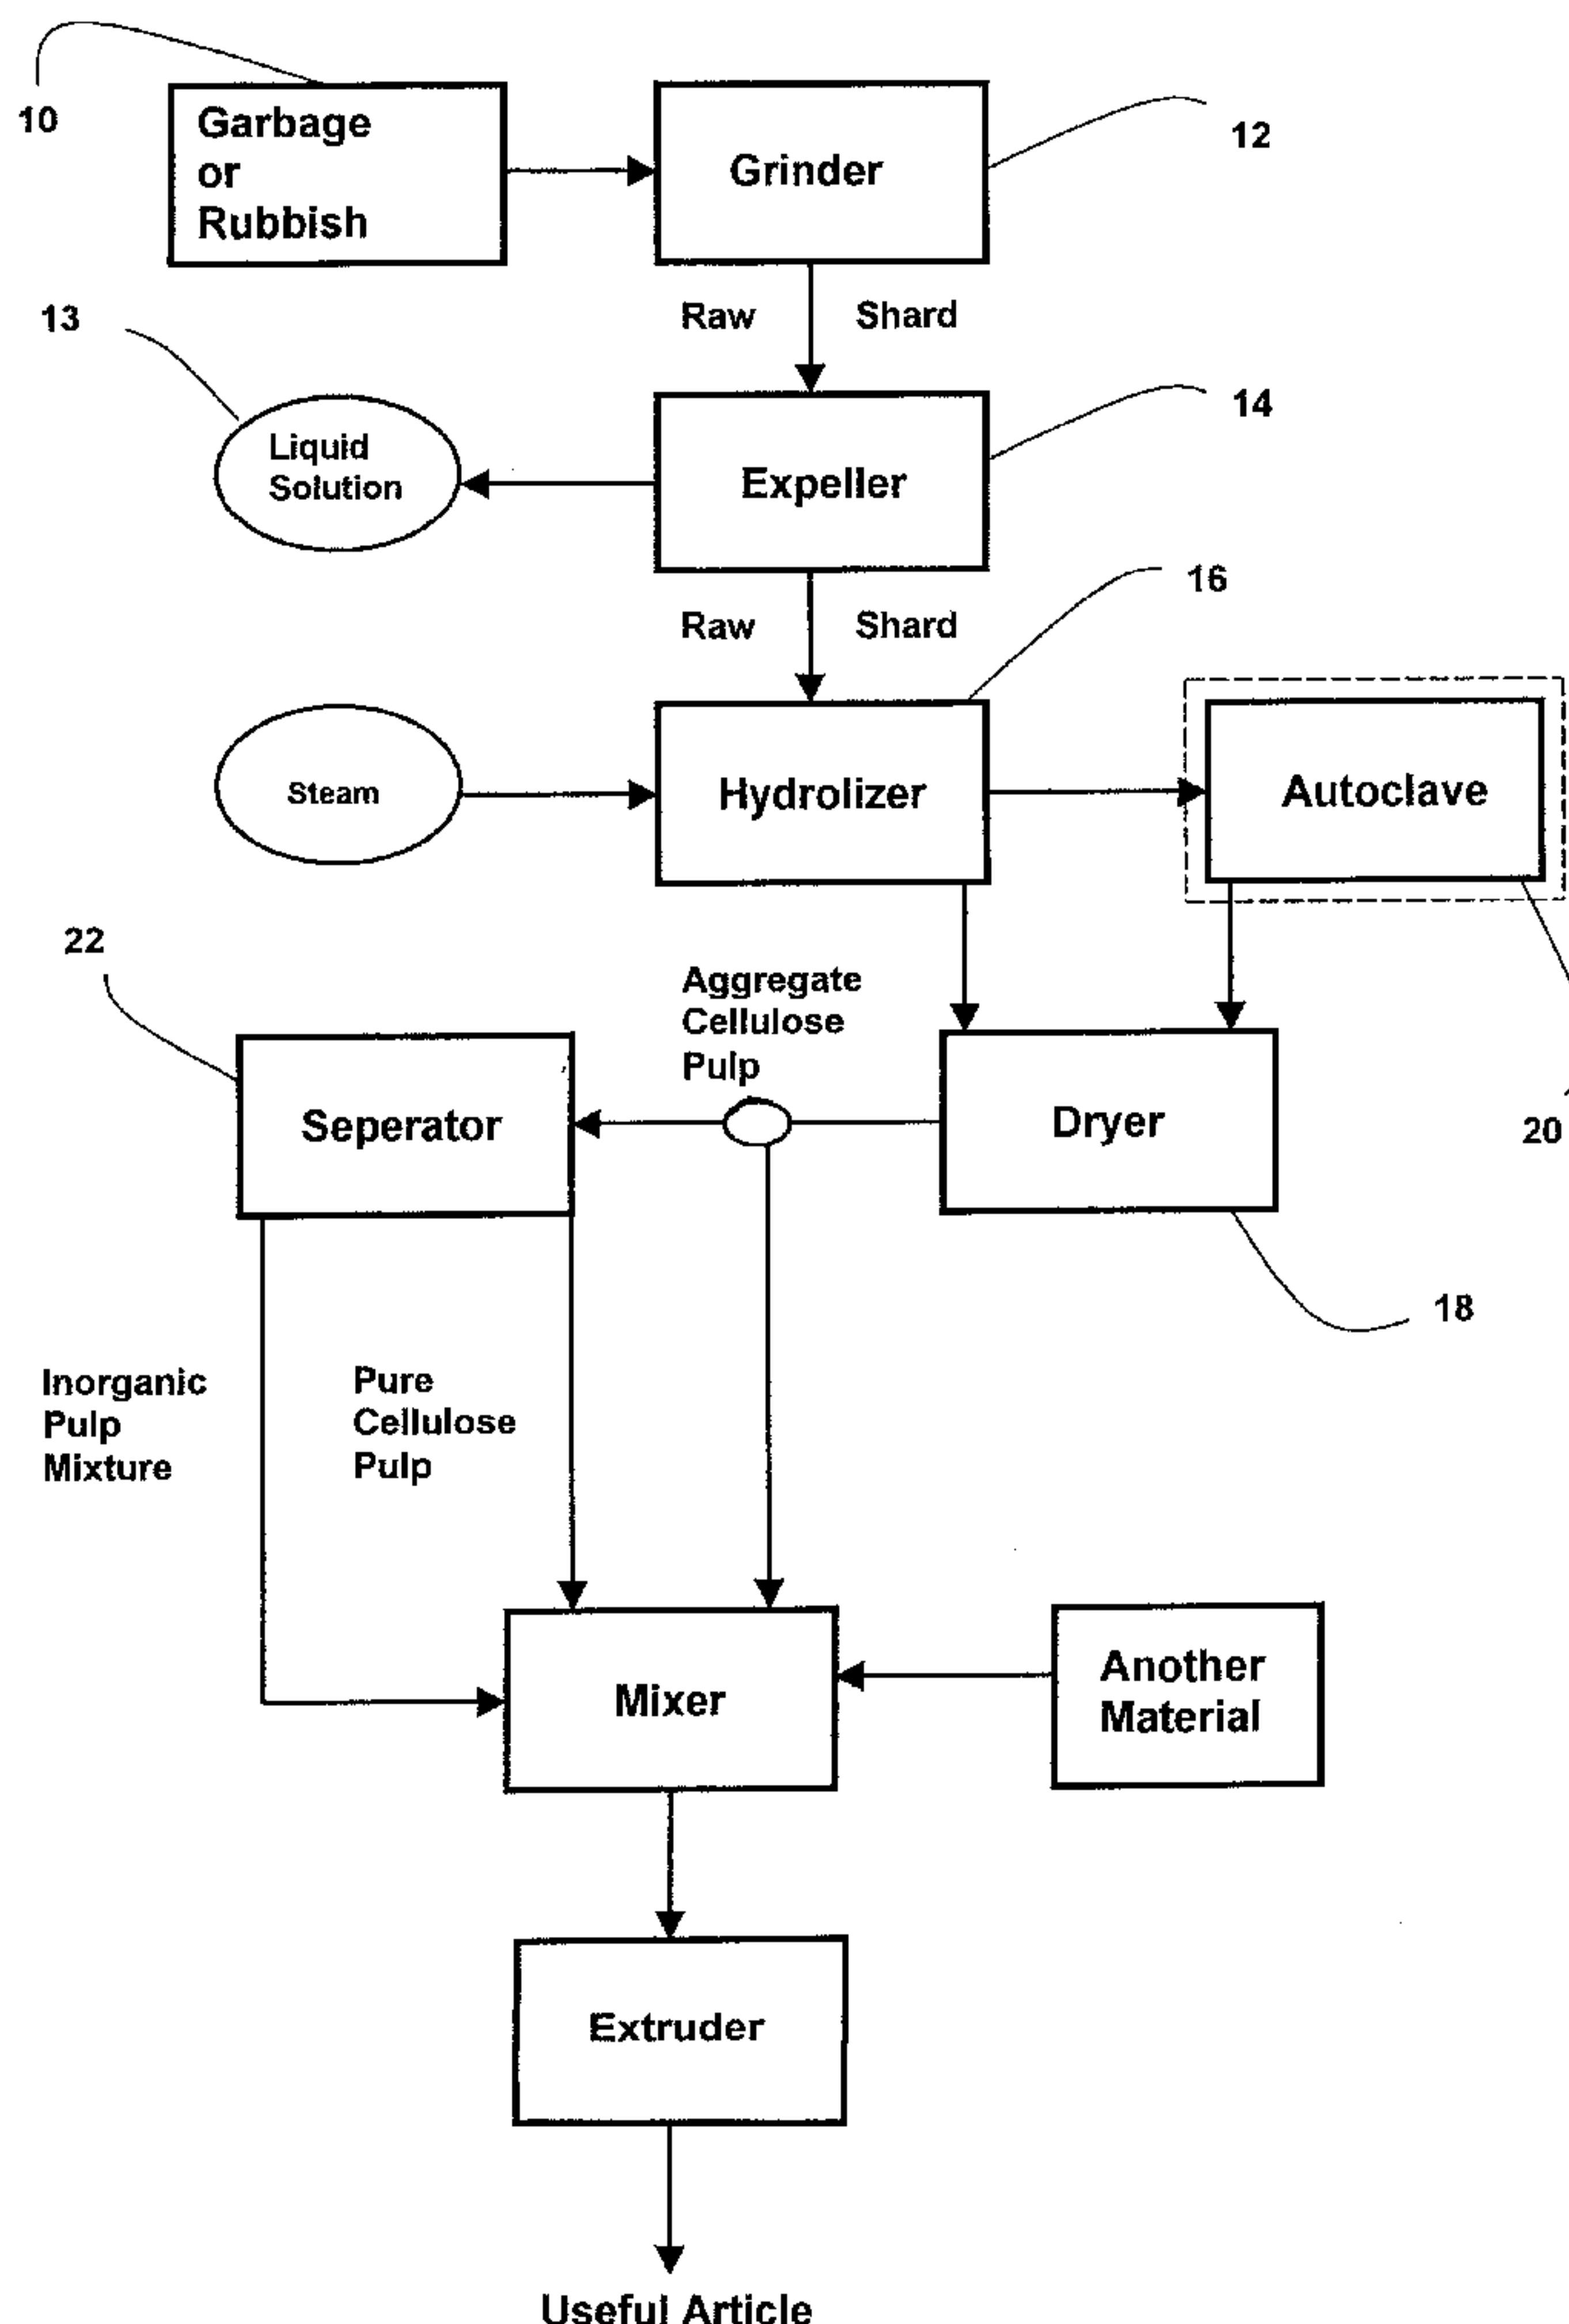 10
Garbage
or
Rubbish
Grinder
12
Raw Shard
13
Liquid
Solution
Expeller
14
Raw Shard
16
Steam
Hydrolizer
Autoclave
22
Aggregate
Cellulose
Pulp
Seperator
Dryer
20
18
Inorganic
Pulp
Mixture
Pure
Cellulose
Pulp
Mixer
Another
Material
Extruder
Useful Article